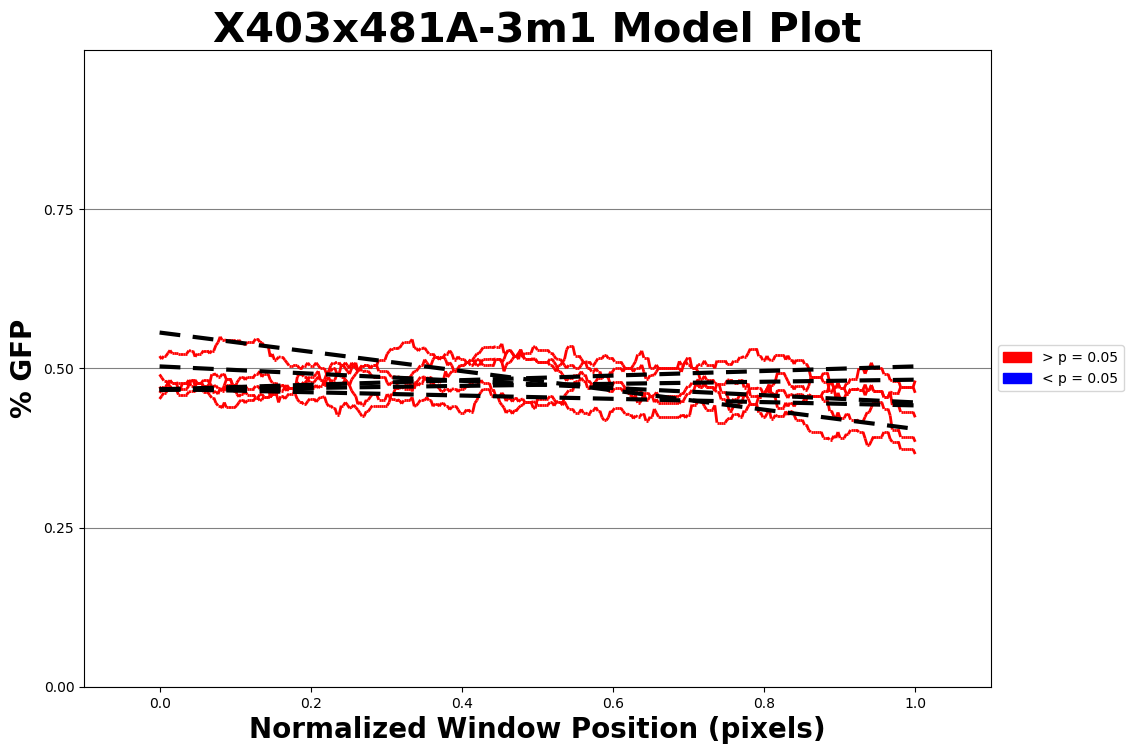 X403x481A-3m1 Model Plot
% GFP
0.75
0.50
0.25
0.00
0.0 0.2 0.4 0.6 0.8 1.0
Normalized Window Position (pixels)
> p = 0.05
< p = 0.05